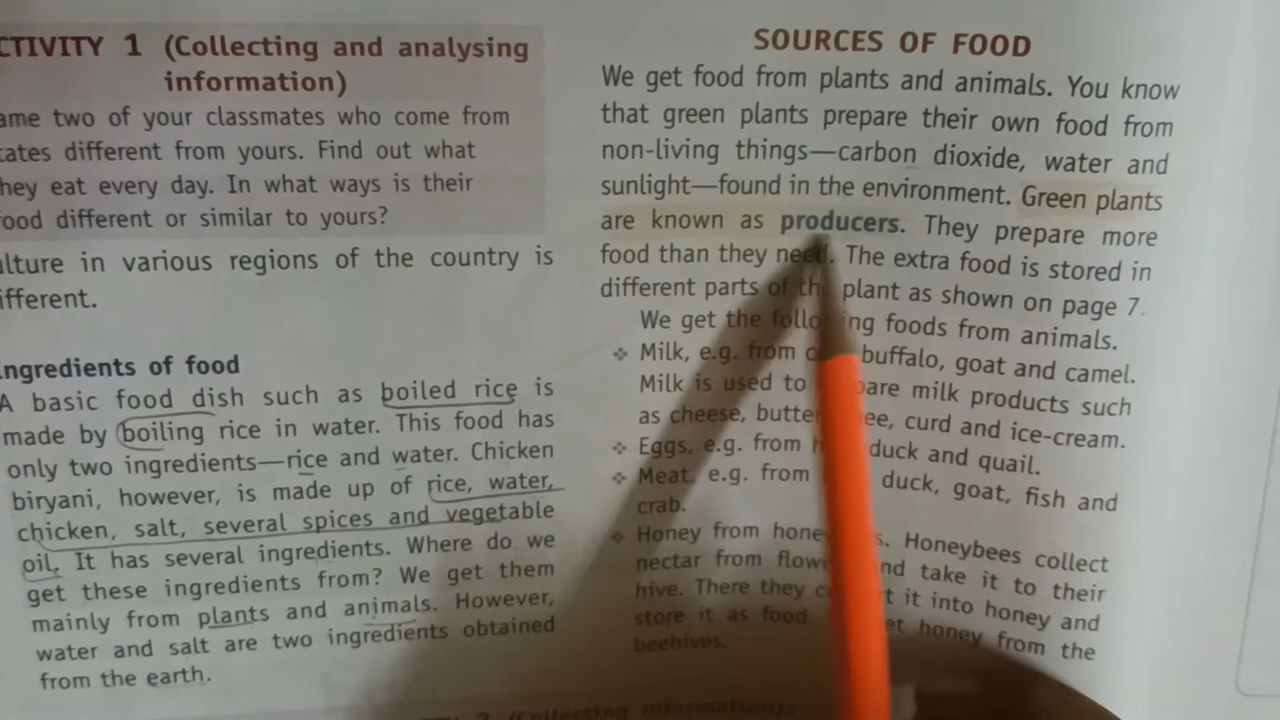 CTIVITY 1 (Collecting and analysing
information)
ame two of your classmates who come from
tates different from yours. Find out what
hey eat every day. In what ways is their
food different or similar to yours?
ulture in various regions of the country is
ifferent.
Ingredients of food
A basic food dish such as boiled rice is
made by boiling rice in water. This food has
only two ingredients—rice and water. Chicken
biryani, however, is made up of rice, water,
chicken, salt, several spices and vegetable
oil. It has several ingredients. Where do we
get these ingredients from? We get them
mainly from plants and animals. However,
water and salt are two ingredients obtained
from the earth.
SOURCES OF FOOD
We get food from plants and animals. You know
that green plants prepare their own food from
non-living things—carbon dioxide, water and
sunlight—found in the environment. Green plants
are known as producers. They prepare more
food than they need. The extra food is stored in
different parts of the plant as shown on page 7.
We get the following foods from animals.
❖ Milk, e.g. from buffalo, goat and camel.
Milk is used to prepare milk products such
as cheese, butter, ghee, curd and ice-cream.
❖ Eggs, e.g. from duck and quail.
❖ Meat, e.g. from duck, goat, fish and
crab.
❖ Honey from honeybees. Honeybees collect
nectar from flowers and take it to their
hive. There they convert it into honey and
store it as food. get honey from the
beehives.
(Collecting information)